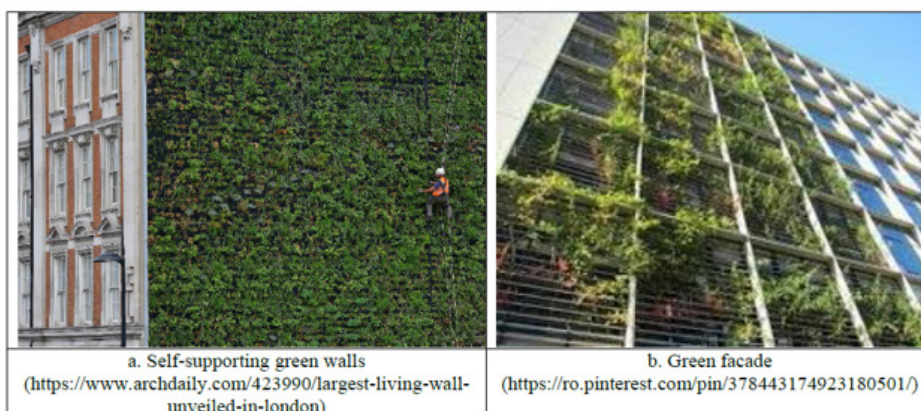 a. Self-supporting green walls
(https://www.archdaily.com/423990/largest-living-wall-
unveiled-in-london)
b. Green facade
(https://ro.pinterest.com/pin/378443174923180501/)